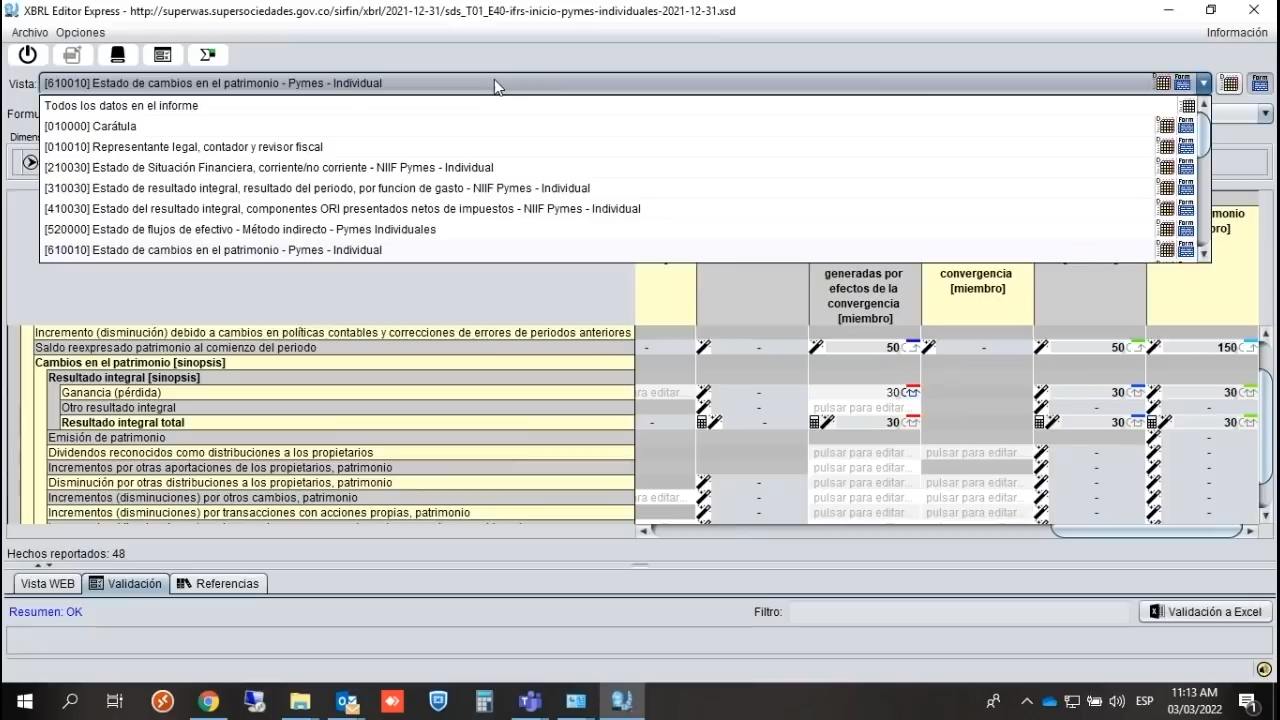 XBRL Editor Express - http://superwas.supersociedades.gov.co/sirfin/xbrl/2021-12-31/sds_T01_E40-ifrs-inicio-pymes-individuales-2021-12-31.xsd
Archivo Opciones Información
Vista: [610010] Estado de cambios en el patrimonio - Pymes - Individual
Todos los datos en el informe
[010000] Carátula
[010010] Representante legal, contador y revisor fiscal
[210030] Estado de Situación Financiera, corriente/no corriente - NIIF Pymes - Individual
[310030] Estado de resultado integral, resultado del periodo, por funcion de gasto - NIIF Pymes - Individual
[410030] Estado del resultado integral, componentes ORI presentados netos de impuestos - NIIF Pymes - Individual
[520000] Estado de flujos de efectivo - Método indirecto - Pymes Individuales
[610010] Estado de cambios en el patrimonio - Pymes - Individual
Formu
Dimens
imonio
bro]
generadas por
efectos de la
convergencia
[miembro]
convergencia
[miembro]
Incremento (disminución) debido a cambios en políticas contables y correcciones de errores de periodos anteriores
Saldo reexpresado patrimonio al comienzo del periodo - - 50 - 50 150
Cambios en el patrimonio [sinopsis]
Resultado integral [sinopsis]
Ganancia (pérdida) ra editar... - 30 30 30
Otro resultado integral - pulsar para editar... - -
Resultado integral total - - 30 30 30
Emisión de patrimonio -
Dividendos reconocidos como distribuciones a los propietarios pulsar para editar... pulsar para editar... - -
Incrementos por otras aportaciones de los propietarios, patrimonio pulsar para editar... - -
Disminución por otras distribuciones a los propietarios, patrimonio - pulsar para editar... pulsar para editar... - -
Incrementos (disminuciones) por otros cambios, patrimonio ra editar... - pulsar para editar... pulsar para editar... - -
Incrementos (disminuciones) por transacciones con acciones propias, patrimonio - pulsar para editar... pulsar para editar... - -
Hechos reportados: 48
Vista WEB Validación Referencias
Resumen: OK Filtro: Validación a Excel
ESP
11:13 AM
03/03/2022
1